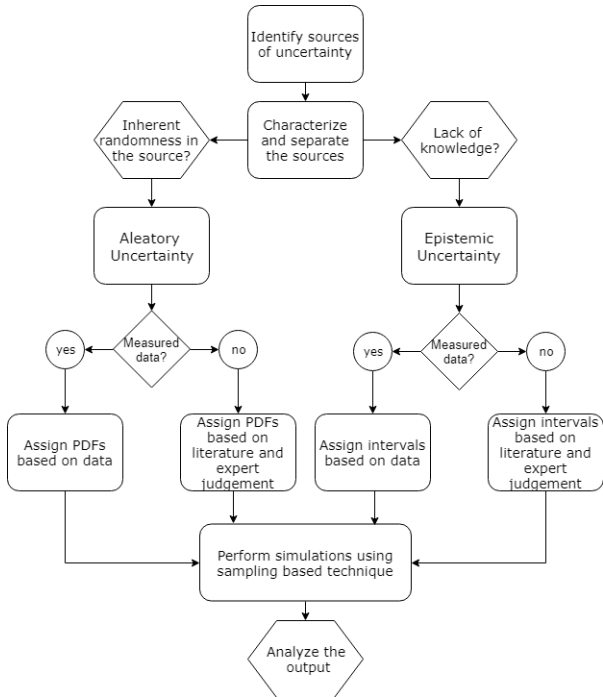 Identify sources
of uncertainty
Inherent
randomness in
the source?
Characterize
and separate
the sources
Lack of
knowledge?
Aleatory
Uncertainty
Epistemic
Uncertainty
yes
Measured
data?
no
yes
Measured
data?
no
Assign PDFs
based on data
Assign PDFs
based on
literature and
expert
judgement
Assign intervals
based on data
Assign intervals
based on
literature and
expert
judgement
Perform simulations using
sampling based technique
Analyze the
output